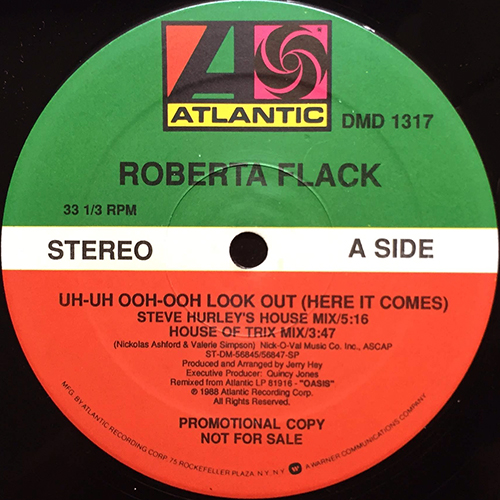 ATLANTIC
DMD 1317
ROBERTA FLACK
33 1/3 RPM
STEREO
A SIDE
UH-UH OOH-OOH LOOK OUT (HERE IT COMES)
STEVE HURLEY'S HOUSE MIX/5:16
HOUSE OF TRIX MIX/3:47
(Nickolas Ashford & Valerie Simpson) Nick-O-Val Music Co. Inc., ASCAP
ST-DM-56845/56847-SP
Produced and Arranged by Jerry Hey
Executive Producer: Quincy Jones
Remixed from Atlantic LP 81916 - "OASIS"
℗ 1988 Atlantic Recording Corp.
All Rights Reserved.
PROMOTIONAL COPY
NOT FOR SALE
MFG. BY ATLANTIC RECORDING CORP. 75 ROCKEFELLER PLAZA, N.Y., N.Y. A WARNER COMMUNICATIONS COMPANY